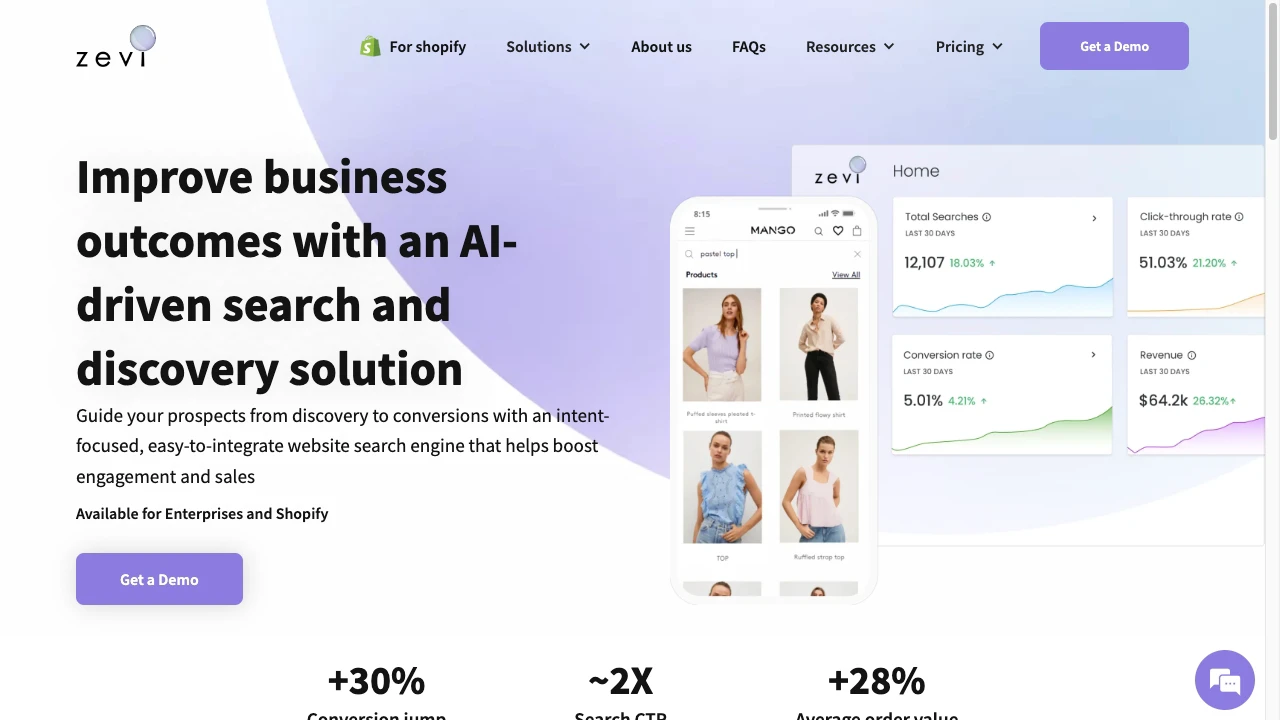 zevi
For shopify
Solutions
About us
FAQs
Resources
Pricing
Get a Demo
Improve business
outcomes with an AI-
driven search and
discovery solution
Guide your prospects from discovery to conversions with an intent-
focused, easy-to-integrate website search engine that helps boost
engagement and sales
Available for Enterprises and Shopify
Get a Demo
8:15
MANGO
pastel top
Products
View All
Puffed sleeves pleated t-
shirt
Printed flowy shirt
TOP
Ruffled strap top
zevi
Home
Total Searches
LAST 30 DAYS
12,107 18.03%
Click-through rate
LAST 30 DAYS
51.03% 21.20%
Conversion rate
LAST 30 DAYS
5.01% 4.21%
Revenue
LAST 30 DAYS
$64.2k 26.32%
+30%
Conversion jump
~2X
Search CTR
+28%
Average order value